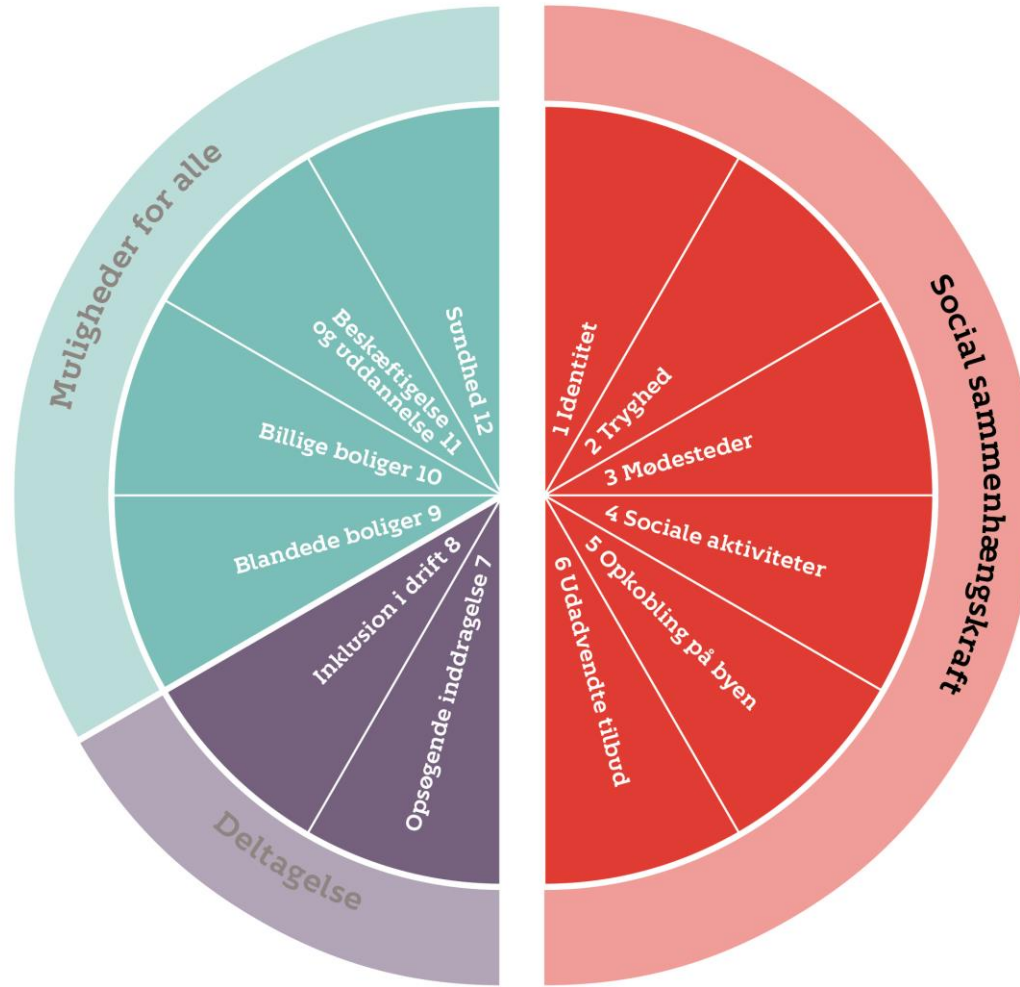 Social sammenhængskraft
1 Identitet
2 Tryghed
3 Mødesteder
4 Sociale aktiviteter
5 Opkobling på byen
6 Udadvendte tilbud
Deltagelse
Opsøgende inddragelse 7
Inklusion i drift 8
Muligheder for alle
Blandede boliger 9
Billige boliger 10
Beskæftigelse
og uddannelse 11
Sundhed 12